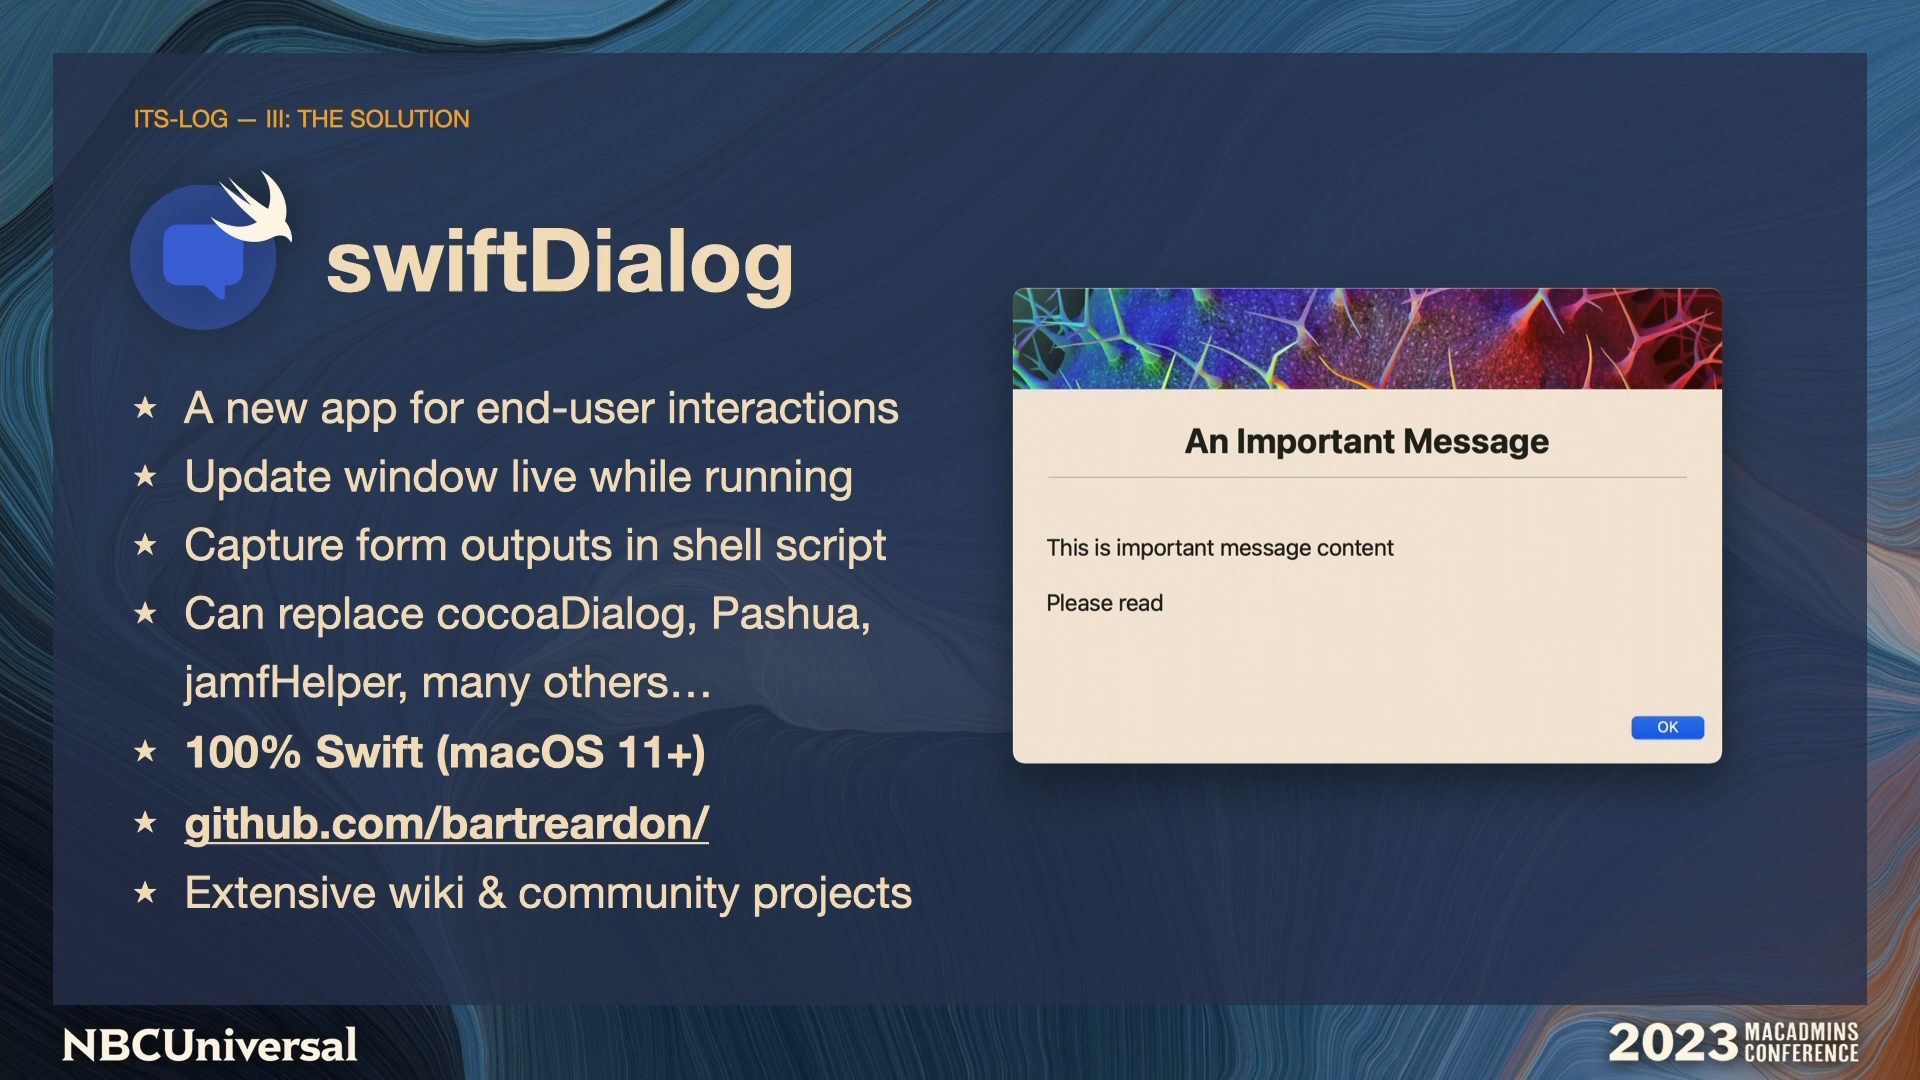 ITS-LOG — III: THE SOLUTION
swiftDialog
★ A new app for end-user interactions
★ Update window live while running
★ Capture form outputs in shell script
★ Can replace cocoaDialog, Pashua,
jamfHelper, many others…
★ 100% Swift (macOS 11+)
★ github.com/bartreardon/
★ Extensive wiki & community projects
An Important Message
This is important message content
Please read
OK
NBCUniversal
2023 MACADMINS
CONFERENCE